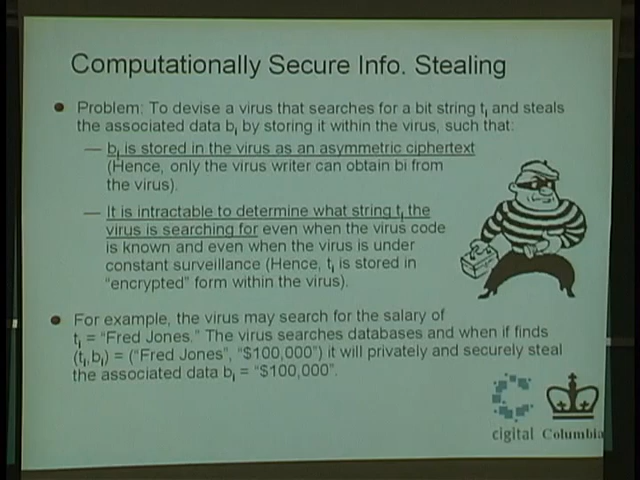 Computationally Secure Info. Stealing
● Problem: To devise a virus that searches for a bit string tᵢ and steals
the associated data bᵢ by storing it within the virus, such that:
— bᵢ is stored in the virus as an asymmetric ciphertext
(Hence, only the virus writer can obtain bi from
the virus).
— It is intractable to determine what string tᵢ the
virus is searching for even when the virus code
is known and even when the virus is under
constant surveillance (Hence, tᵢ is stored in
"encrypted" form within the virus).
● For example, the virus may search for the salary of
tᵢ = "Fred Jones." The virus searches databases and when if finds
(tᵢ,bᵢ) = ("Fred Jones", "$100,000") it will privately and securely steal
the associated data bᵢ = "$100,000".
cigital Columbia